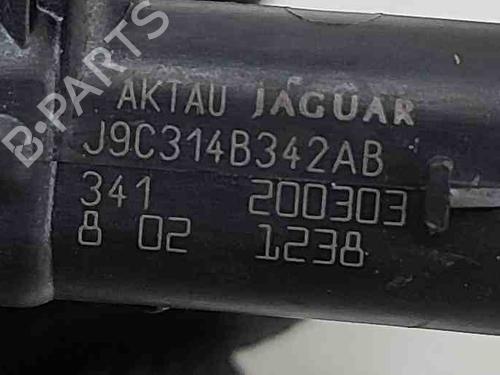 AKTAU JAGUAR
J9C314B342AB
341 200303
8 02 1238
B-PARTS